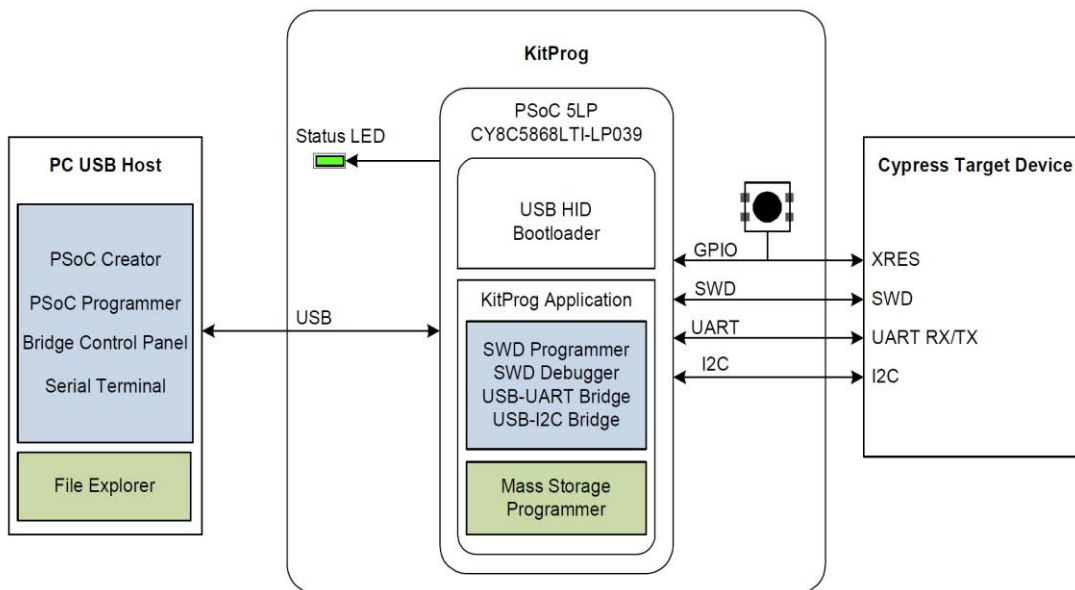 KitProg
PSoC 5LP
CY8C5868LTI-LP039
Status LED
PC USB Host
PSoC Creator
PSoC Programmer
Bridge Control Panel
Serial Terminal
File Explorer
USB
USB HID
Bootloader
KitProg Application
SWD Programmer
SWD Debugger
USB-UART Bridge
USB-I2C Bridge
Mass Storage
Programmer
GPIO
SWD
UART
I2C
Cypress Target Device
XRES
SWD
UART RX/TX
I2C